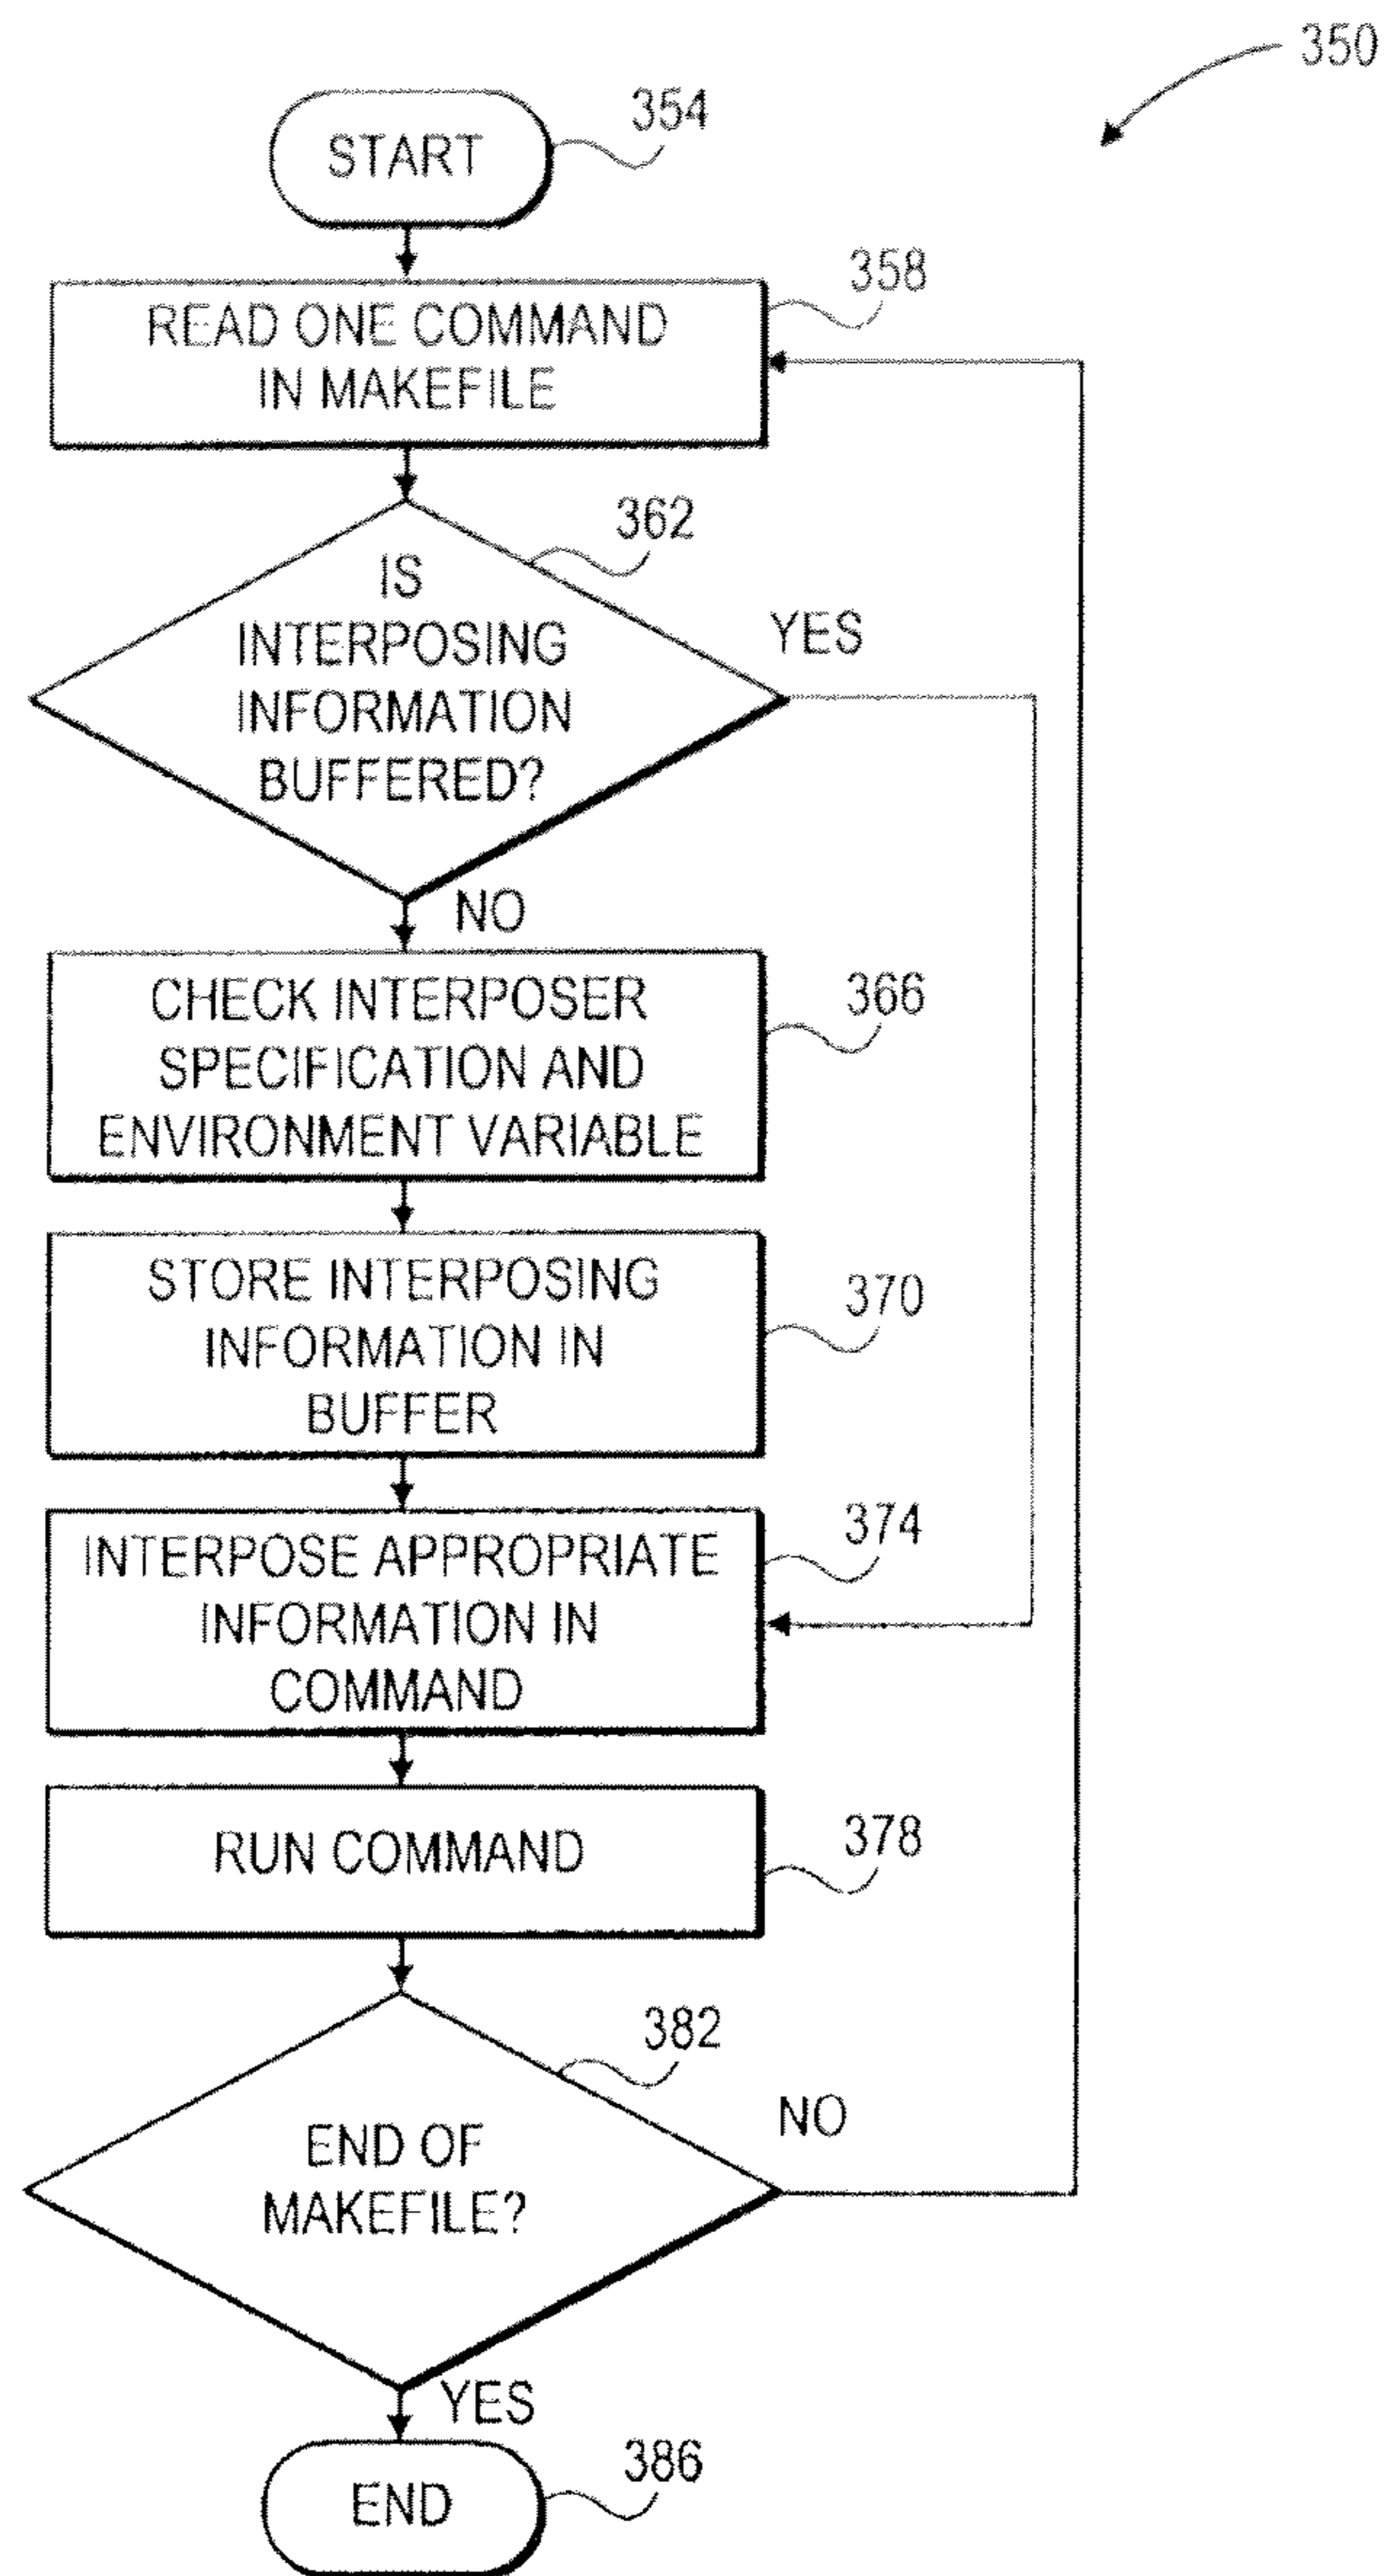 350
START
354
READ ONE COMMAND
IN MAKEFILE
358
IS
INTERPOSING
INFORMATION
BUFFERED?
362
YES
NO
CHECK INTERPOSER
SPECIFICATION AND
ENVIRONMENT VARIABLE
366
STORE INTERPOSING
INFORMATION IN
BUFFER
370
INTERPOSE APPROPRIATE
INFORMATION IN
COMMAND
374
RUN COMMAND
378
END OF
MAKEFILE?
382
NO
YES
END
386